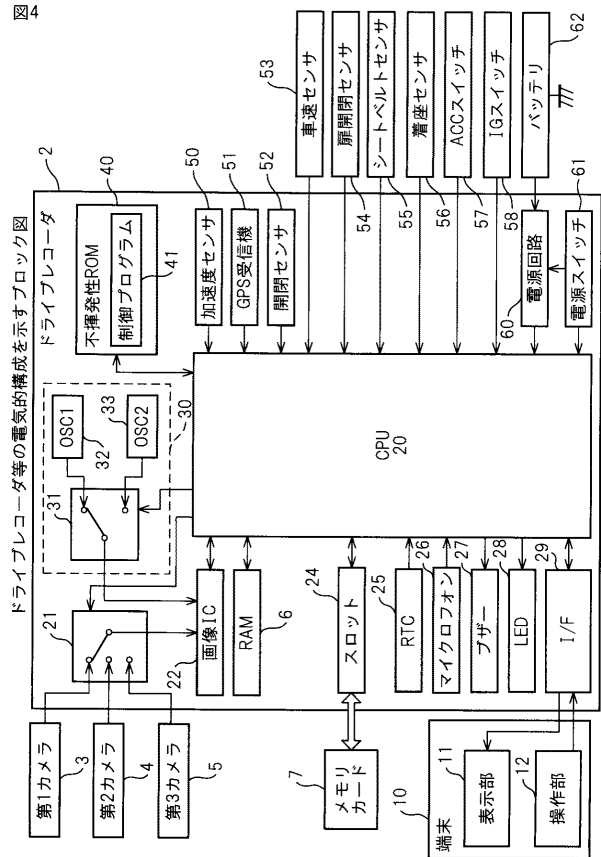 図4
ドライブレコーダ等の電気的構成を示すブロック図
ドライブレコーダ
2
第1カメラ
3
第2カメラ
4
第3カメラ
5
21
31
OSC1
32
OSC2
33
30
不揮発性ROM
40
制御プログラム
41
画像IC
22
RAM
6
加速度センサ
50
GPS受信機
51
開閉センサ
52
CPU
20
車速センサ
53
扉開閉センサ
54
シートベルトセンサ
55
着座センサ
56
ACCスイッチ
57
IGスイッチ
58
バッテリ
62
電源回路
60
電源スイッチ
61
メモリ
カード
7
スロット
24
RTC
25
マイクロフォン
26
ブザー
27
LED
28
I/F
29
端末
10
表示部
11
操作部
12